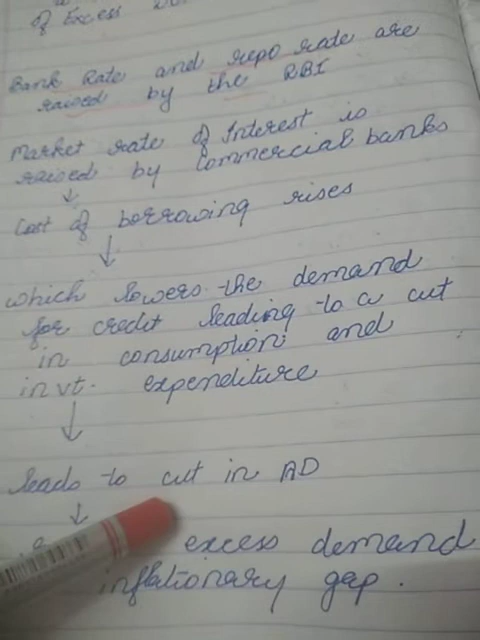 of Excess
Bank Rate and repo rate are
raised by the RBI
Market rate of Interest is
raised by Commercial banks
↓
Cost of borrowing rises
↓
which lowers the demand
for credit leading to a cut
in consumption and
invt. expenditure
↓
leads to cut in AD
↓
excess demand
inflationary gap.